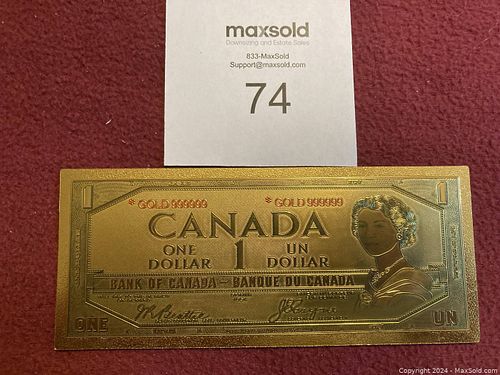 maxsold
Downsizing and Estate Sales
833-MaxSold
Support@maxsold.com
74
1 1
* GOLD 999999 * GOLD 999999
CANADA
ONE 1 UN
DOLLAR DOLLAR
BANK OF CANADA – BANQUE DU CANADA
ONE UN
Copyright 2024 - MaxSold.com